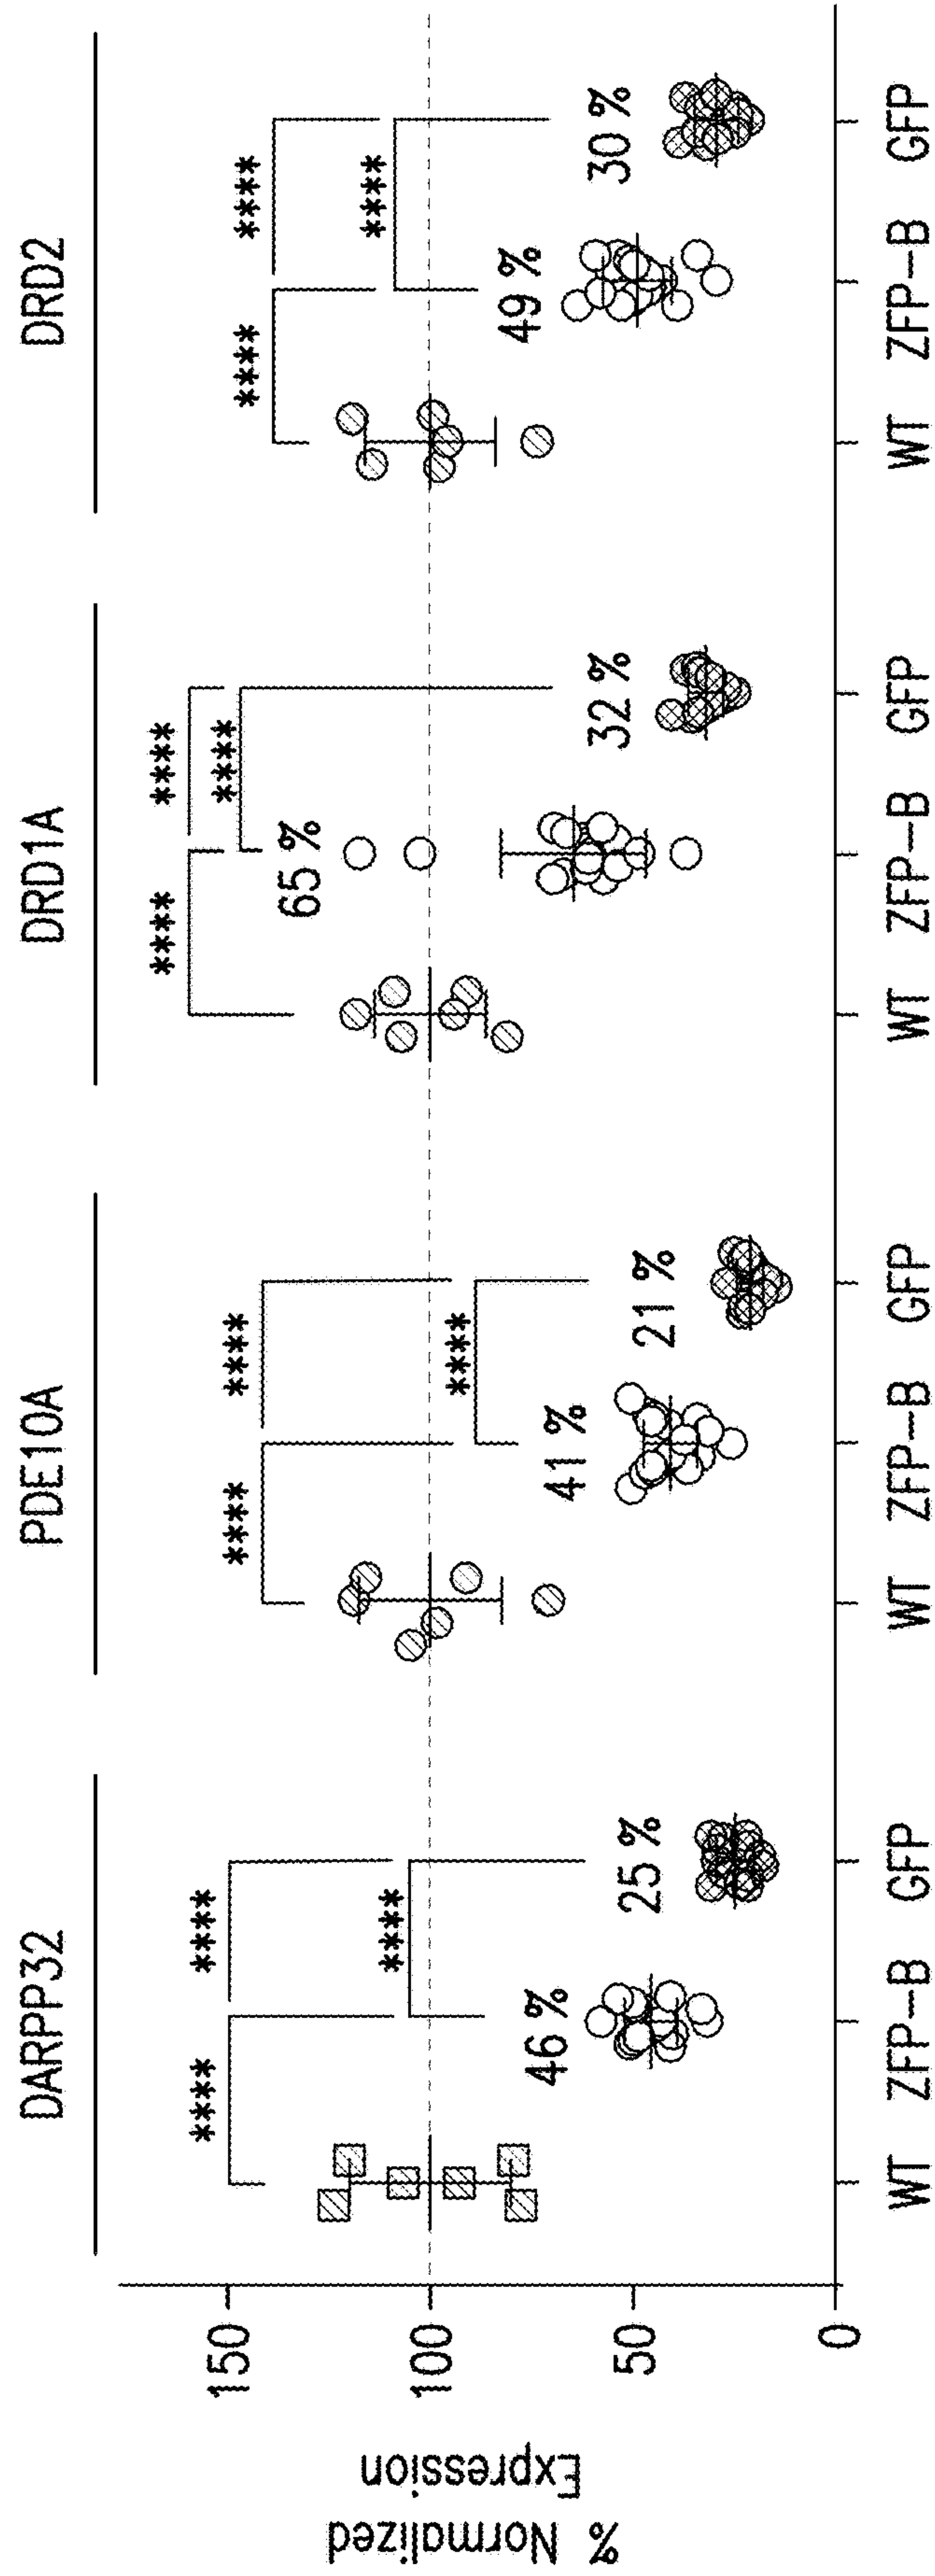 DARPP32 PDE10A DRD1A DRD2
**** **** **** **** **** **** **** ****
**** **** **** ****
46 % 25 % 41 % 21 % 65 % 32 % 49 % 30 %
% Normalized
Expression
150
100
50
0
WT ZFP-B GFP WT ZFP-B GFP WT ZFP-B GFP WT ZFP-B GFP